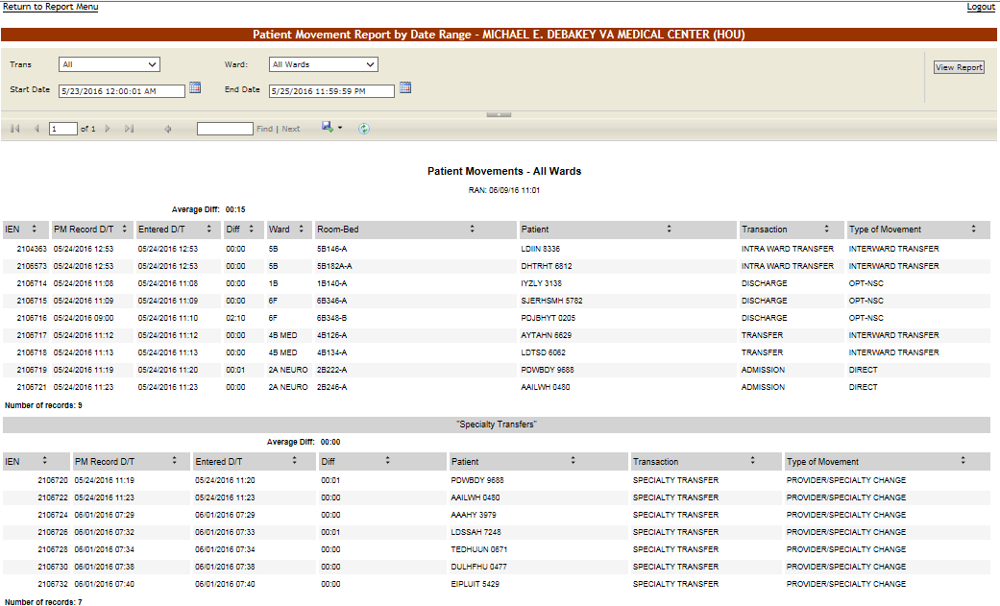 Return to Report Menu Logout
Patient Movement Report by Date Range - MICHAEL E. DEBAKEY VA MEDICAL CENTER (HOU)
Trans All Ward: All Wards View Report
Start Date 5/23/2016 12:00:01 AM End Date 5/25/2016 11:59:59 PM
1 of 1 Find | Next
Patient Movements - All Wards
RAN: 06/09/16 11:01
Average Diff: 00:15
IEN PM Record D/T Entered D/T Diff Ward Room-Bed Patient Transaction Type of Movement
2104363 05/24/2016 12:53 05/24/2016 12:53 00:00 5B 5B146-A LDIIN 8336 INTRA WARD TRANSFER INTERWARD TRANSFER
2106573 05/24/2016 12:53 05/24/2016 12:53 00:00 5B 5B182A-A DHTRHT 6812 INTRA WARD TRANSFER INTERWARD TRANSFER
2106714 05/24/2016 11:08 05/24/2016 11:08 00:00 1B 1B140-A IYZLY 3138 DISCHARGE OPT-NSC
2106715 05/24/2016 11:09 05/24/2016 11:09 00:00 6F 6B346-A SJERHSMH 5782 DISCHARGE OPT-NSC
2106716 05/24/2016 09:00 05/24/2016 11:10 02:10 6F 6B348-B PDJBHYT 0205 DISCHARGE OPT-NSC
2106717 05/24/2016 11:12 05/24/2016 11:12 00:00 4B MED 4B126-A AYTAHN 6629 TRANSFER INTERWARD TRANSFER
2106718 05/24/2016 11:13 05/24/2016 11:13 00:00 4B MED 4B134-A LDTSD 6062 TRANSFER INTERWARD TRANSFER
2106719 05/24/2016 11:19 05/24/2016 11:20 00:01 2A NEURO 2B222-A PDWBDY 9688 ADMISSION DIRECT
2106721 05/24/2016 11:23 05/24/2016 11:23 00:00 2A NEURO 2B246-A AAILWH 0480 ADMISSION DIRECT
Number of records: 9
"Specialty Transfers"
Average Diff: 00:00
IEN PM Record D/T Entered D/T Diff Patient Transaction Type of Movement
2106720 05/24/2016 11:19 05/24/2016 11:20 00:01 PDWBDY 9688 SPECIALTY TRANSFER PROVIDER/SPECIALTY CHANGE
2106722 05/24/2016 11:23 05/24/2016 11:23 00:00 AAILWH 0480 SPECIALTY TRANSFER PROVIDER/SPECIALTY CHANGE
2106724 06/01/2016 07:29 06/01/2016 07:29 00:00 AAAHY 3979 SPECIALTY TRANSFER PROVIDER/SPECIALTY CHANGE
2106726 06/01/2016 07:32 06/01/2016 07:33 00:01 LDSSAH 7248 SPECIALTY TRANSFER PROVIDER/SPECIALTY CHANGE
2106728 06/01/2016 07:34 06/01/2016 07:34 00:00 TEDHUUN 0671 SPECIALTY TRANSFER PROVIDER/SPECIALTY CHANGE
2106730 06/01/2016 07:38 06/01/2016 07:38 00:00 DULHFHU 0477 SPECIALTY TRANSFER PROVIDER/SPECIALTY CHANGE
2106732 06/01/2016 07:40 06/01/2016 07:40 00:00 EIPLUIT 5429 SPECIALTY TRANSFER PROVIDER/SPECIALTY CHANGE
Number of records: 7